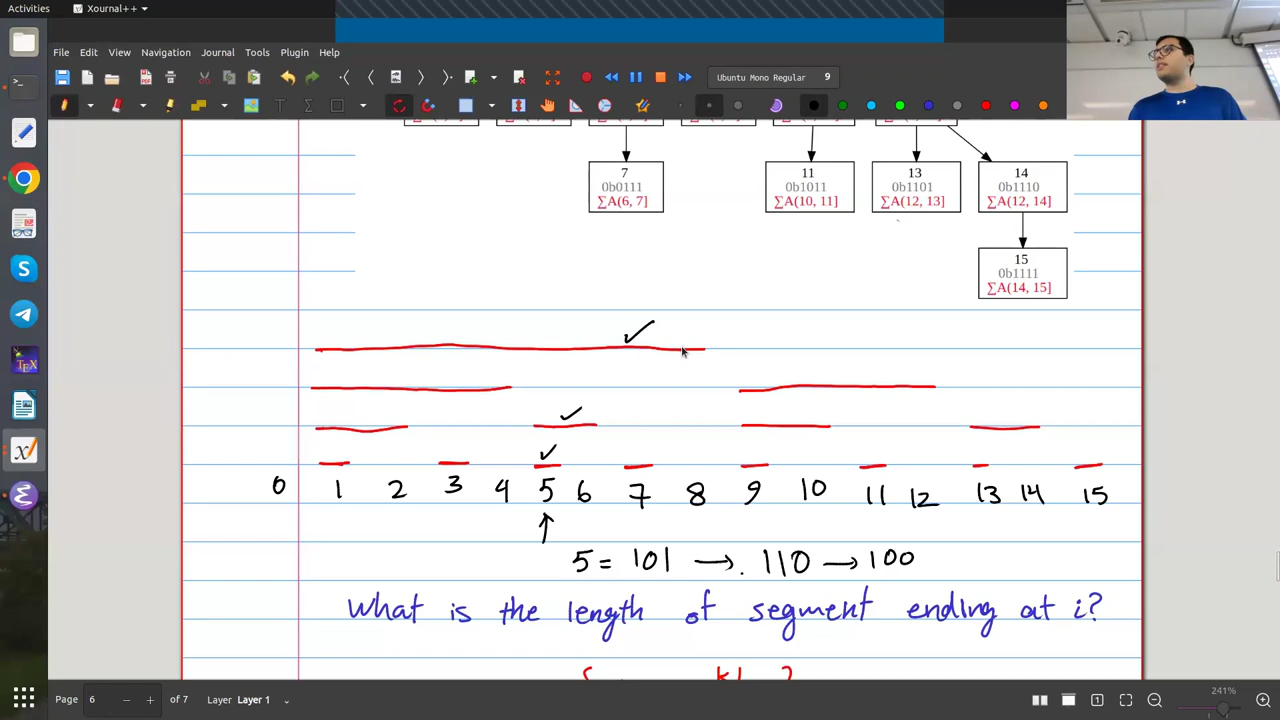 Activities Xournal++
File Edit View Navigation Journal Tools Plugin Help
Ubuntu Mono Regular 9
7 11 13 14
0b0111 0b1011 0b1101 0b1110
∑A(6, 7] ∑A(10, 11] ∑A(12, 13] ∑A(12, 14]
15
0b1111
∑A(14, 15]
0 1 2 3 4 5 6 7 8 9 10 11 12 13 14 15
5 = 101 → 110 → 100
What is the length of segment ending at i?
Page 6 of 7 Layer Layer 1 241%